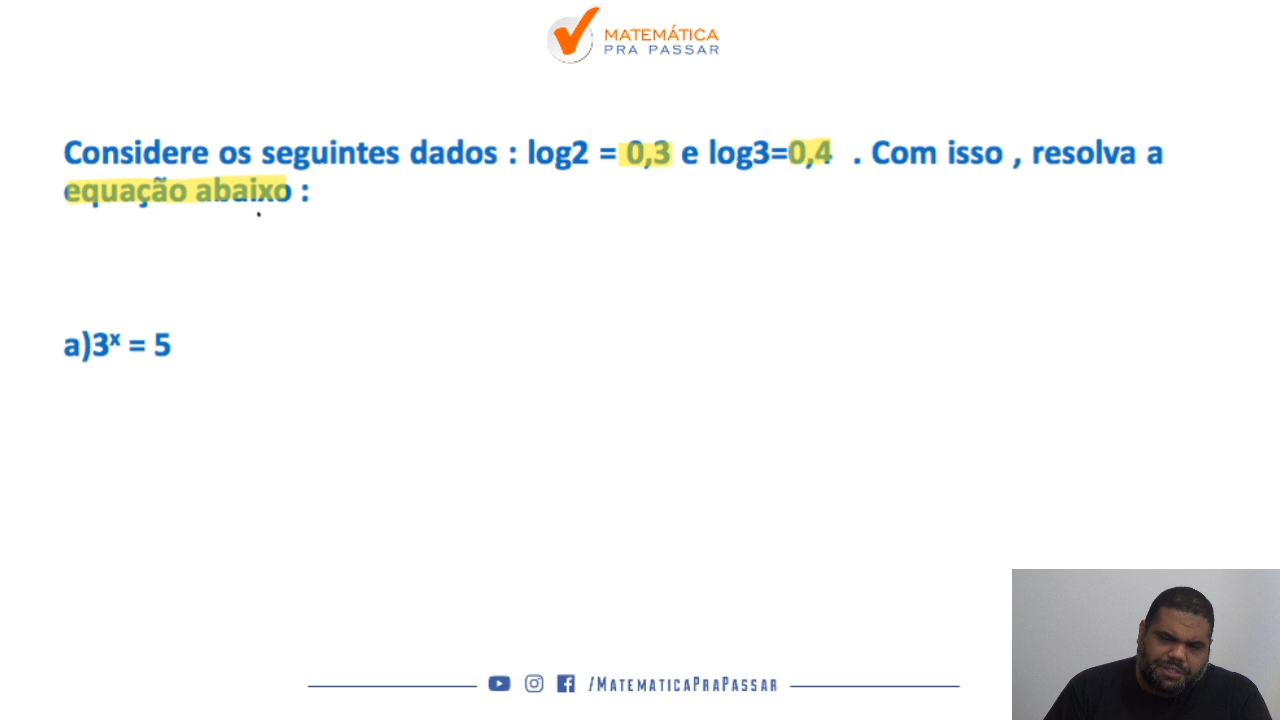 MATEMÁTICA
PRA PASSAR
Considere os seguintes dados : log2 = 0,3 e log3=0,4 . Com isso , resolva a
equação abaixo :
a)3ˣ = 5
/MATEMATICAPRAPASSAR